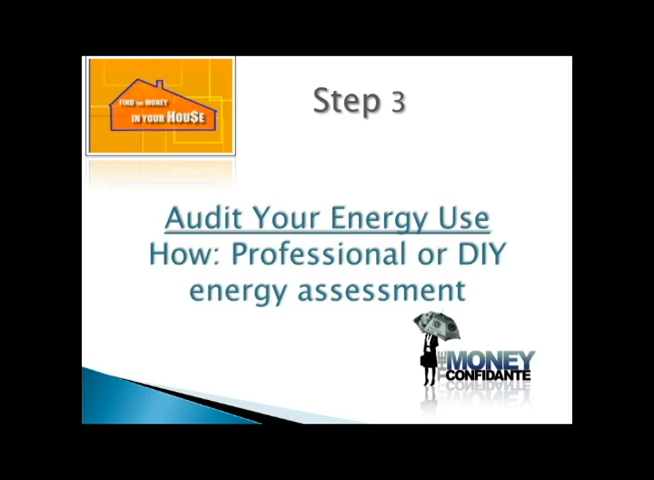 FIND THE MONEY
IN YOUR HOU$E
Step 3
Audit Your Energy Use
How: Professional or DIY
energy assessment
THE MONEY
CONFIDANTE